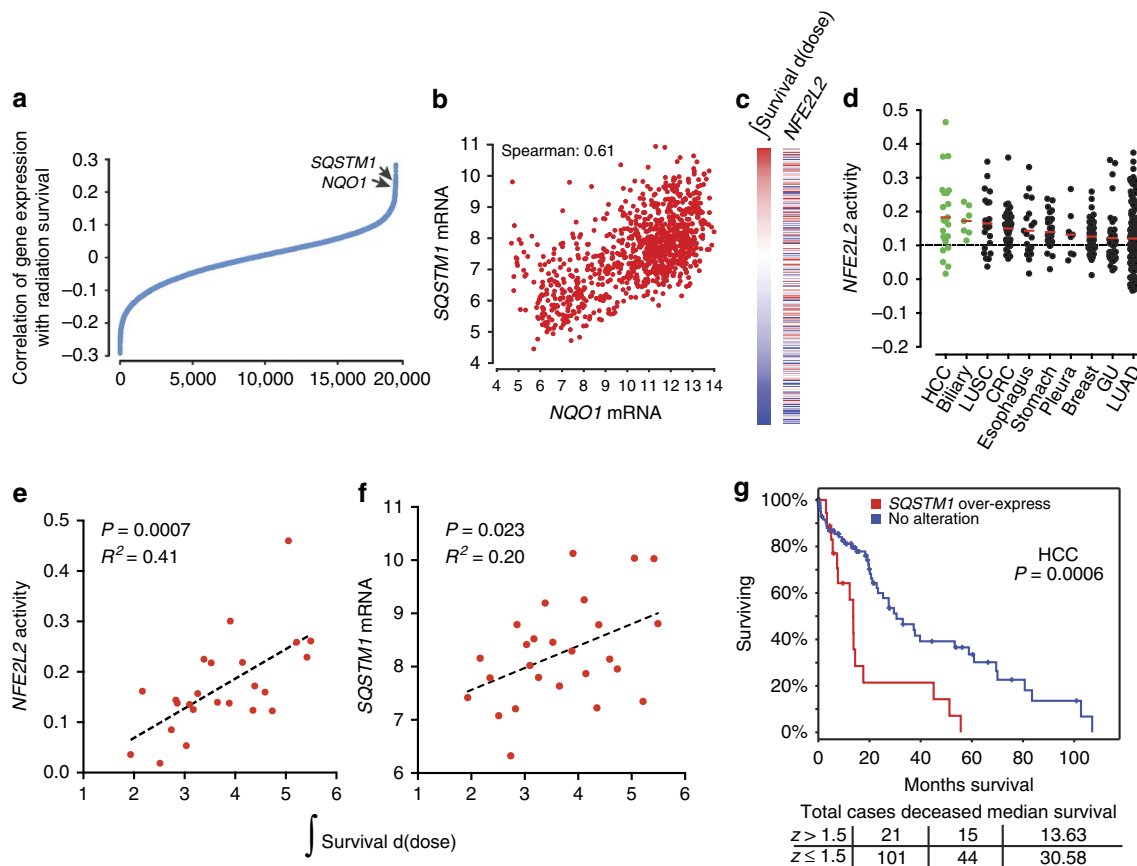 a
Correlation of gene expression
with radiation survival
0.3
0.2
0.1
0
−0.1
−0.2
−0.3
SQSTM1
NQO1
0 5,000 10,000 15,000 20,000
b
Spearman: 0.61
SQSTM1 mRNA
11
10
9
8
7
6
5
4
4 5 6 7 8 9 10 11 12 13 14
NQO1 mRNA
c
∫Survival d(dose)
NFE2L2
d
NFE2L2 activity
0.5
0.4
0.3
0.2
0.1
0.0
−0.1
−0.2
HCC
Biliary
LUSC
CRC
Esophagus
Stomach
Pleura
Breast
GU
LUAD
e
P = 0.0007
R² = 0.41
NFE2L2 activity
0.5
0.4
0.3
0.2
0.1
0.0
1 2 3 4 5 6
f
P = 0.023
R² = 0.20
SQSTM1 mRNA
11
10
9
8
7
6
1 2 3 4 5 6
∫ Survival d(dose)
g
SQSTM1 over-express
No alteration
HCC
P = 0.0006
Surviving
100%
80%
60%
40%
20%
0%
0 20 40 60 80 100
Months survival
Total cases deceased median survival
z > 1.5 21 15 13.63
z ≤ 1.5 101 44 30.58